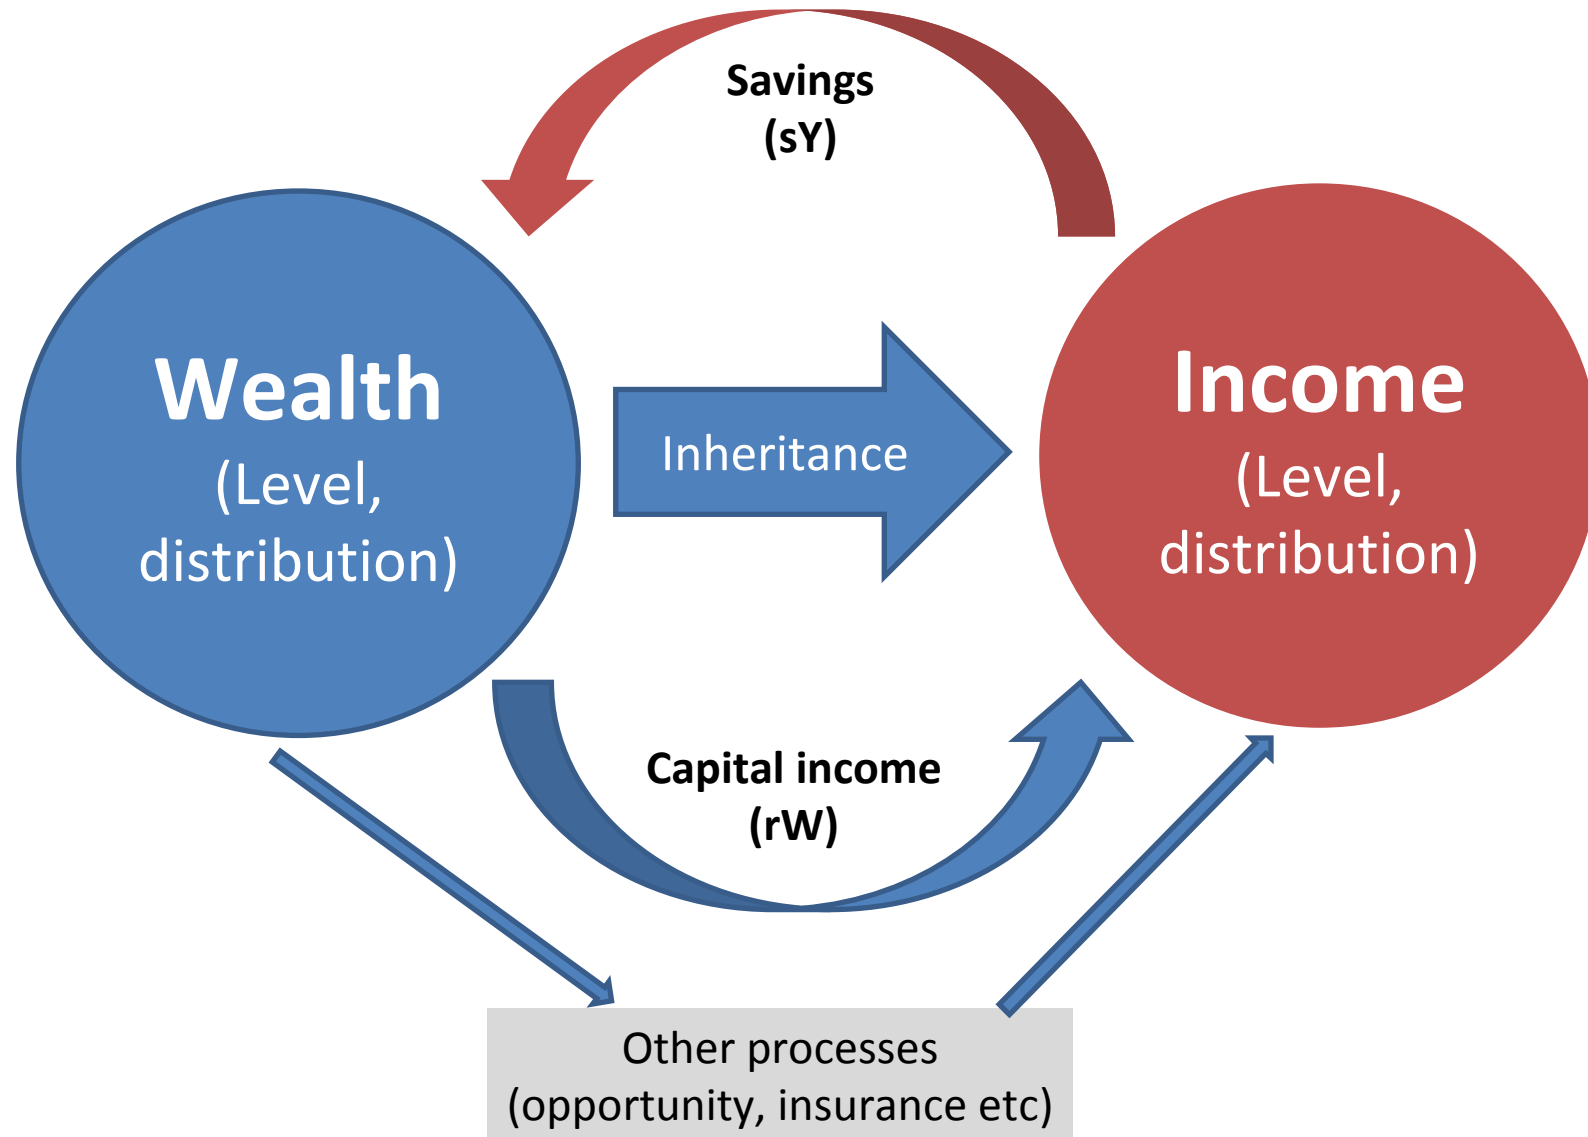 Savings
(sY)
Wealth
(Level,
distribution)
Inheritance
Income
(Level,
distribution)
Capital income
(rW)
Other processes
(opportunity, insurance etc)